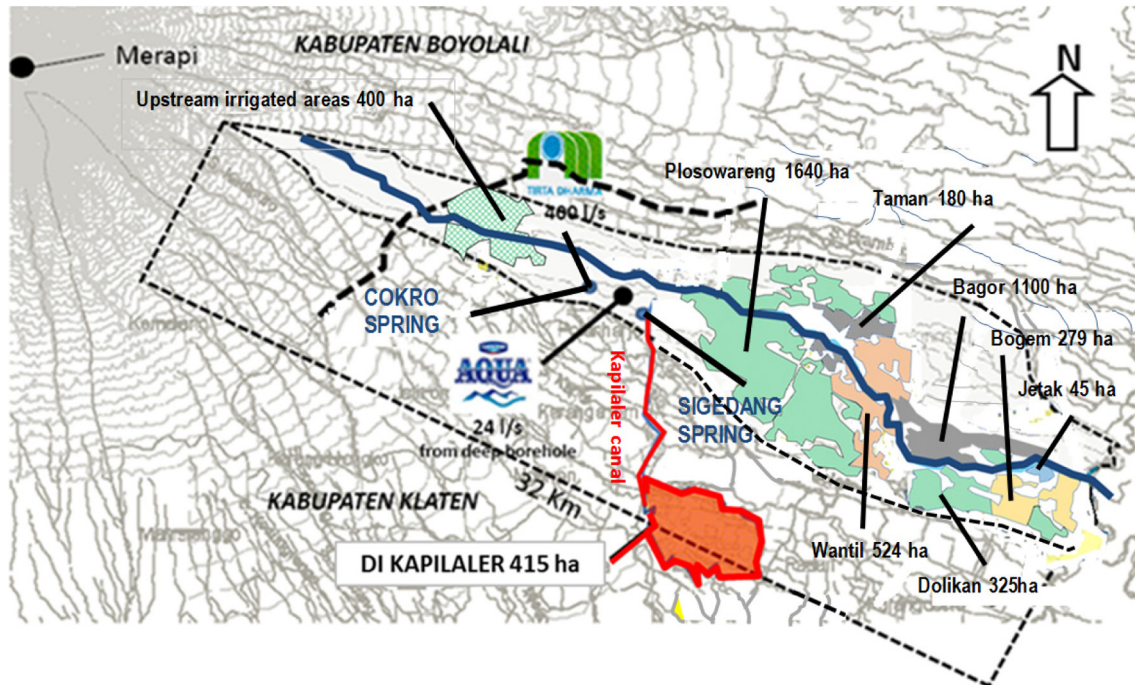 KABUPATEN BOYOLALI
N
Merapi
Upstream irrigated areas 400 ha
TIRTA DHARMA
Plosowareng 1640 ha
Taman 180 ha
400 l/s
Bagor 1100 ha
COKRO
SPRING
Bogem 279 ha
Jetak 45 ha
AQUA
Kapilaler canal
SIGEDANG
SPRING
24 l/s
from deep borehole
32 Km
KABUPATEN KLATEN
DI KAPILALER 415 ha
Wantil 524 ha
Dolikan 325ha